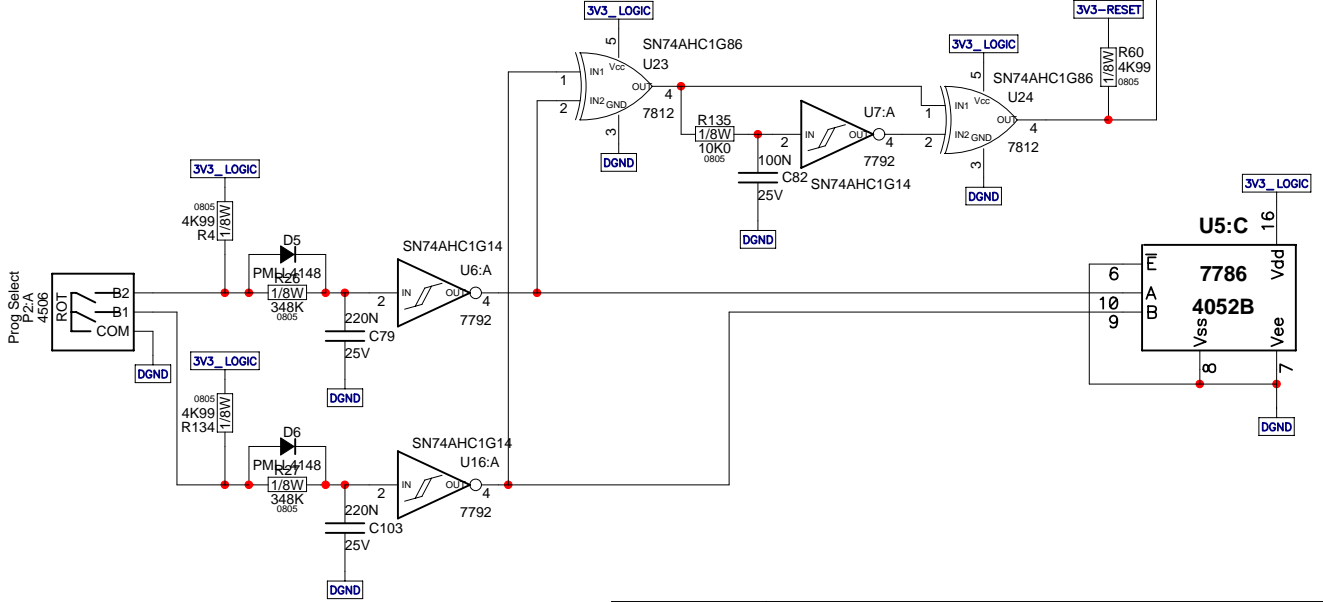 3V3_LOGIC
3V3-RESET
5
SN74AHC1G86
U23
Vcc
IN1
1
OUT
4
IN2 GND
2
7812
3
DGND
3V3_LOGIC
5
SN74AHC1G86
U24
Vcc
IN1
1
OUT
4
IN2 GND
2
7812
3
DGND
R60
4K99
1/8W
0805
R135
1/8W
10K0
0805
100N
C82
25V
DGND
U7:A
2
IN
OUT
4
7792
SN74AHC1G14
3V3_LOGIC
0805
4K99
R4
1/8W
D5
PMLL4148
R26
1/8W
348K
0805
SN74AHC1G14
U6:A
2
IN
OUT
4
7792
220N
C79
25V
DGND
Prog Select
P2:A
4506
ROT
B2
B1
COM
DGND
3V3_LOGIC
0805
4K99
R134
1/8W
D6
PMLL4148
R27
1/8W
348K
0805
SN74AHC1G14
U16:A
2
IN
OUT
4
7792
220N
C103
25V
DGND
3V3_LOGIC
U5:C
16
Vdd
6
E
7786
10
A
4052B
9
B
Vss
Vee
8
7
DGND